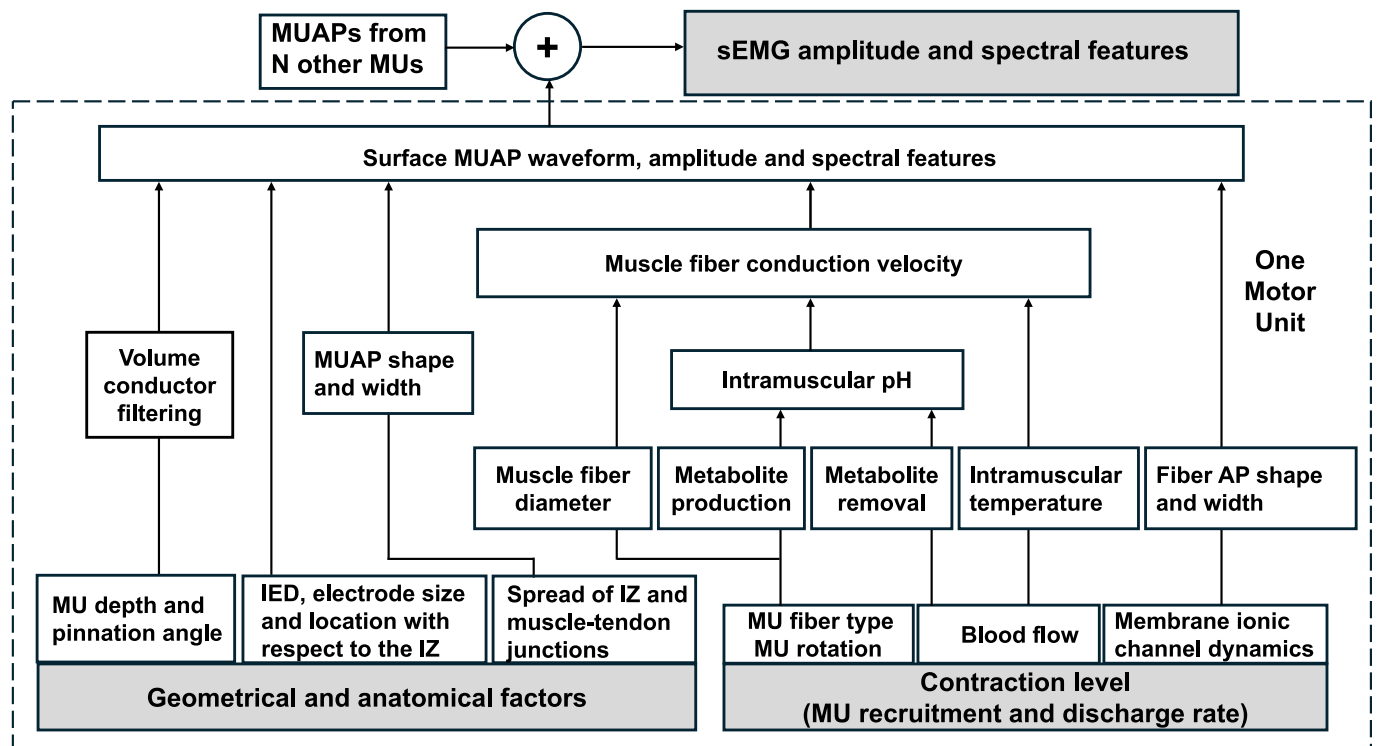 MUAPs from
N other MUs
+
sEMG amplitude and spectral features
Surface MUAP waveform, amplitude and spectral features
Muscle fiber conduction velocity
One
Motor
Unit
Volume
conductor
filtering
MUAP shape
and width
Intramuscular pH
Muscle fiber
diameter
Metabolite
production
Metabolite
removal
Intramuscular
temperature
Fiber AP shape
and width
MU depth and
pinnation angle
IED, electrode size
and location with
respect to the IZ
Spread of IZ and
muscle-tendon
junctions
MU fiber type
MU rotation
Blood flow
Membrane ionic
channel dynamics
Geometrical and anatomical factors
Contraction level
(MU recruitment and discharge rate)